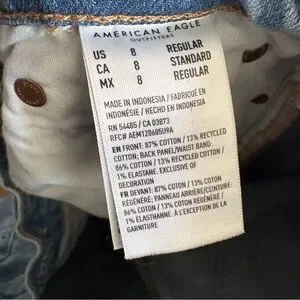 AMERICAN EAGLE
OUTFITTERS
US 8 REGULAR
CA 8 STANDARD
MX 8 REGULAR
MADE IN INDONESIA / FABRIQUÉ EN
INDONÉSIE / HECHO EN INDONESIA
RN 54485 / CA 03873
RFC# AEM120605U9A
EN FRONT: 87% COTTON / 13% RECYCLED
COTTON; BACK PANEL/WAIST BAND:
86% COTTON / 13% RECYCLED COTTON /
1% ELASTANE. EXCLUSIVE OF
DECORATION
FR DEVANT: 87% COTON / 13% COTON
RÉGÉNÉRÉ; PANNEAU ARRIÈRE/CEINTURE:
86% COTON / 13% COTON RÉGÉNÉRÉ /
1% ÉLASTHANNE. À L'EXCEPTION DE LA
GARNITURE